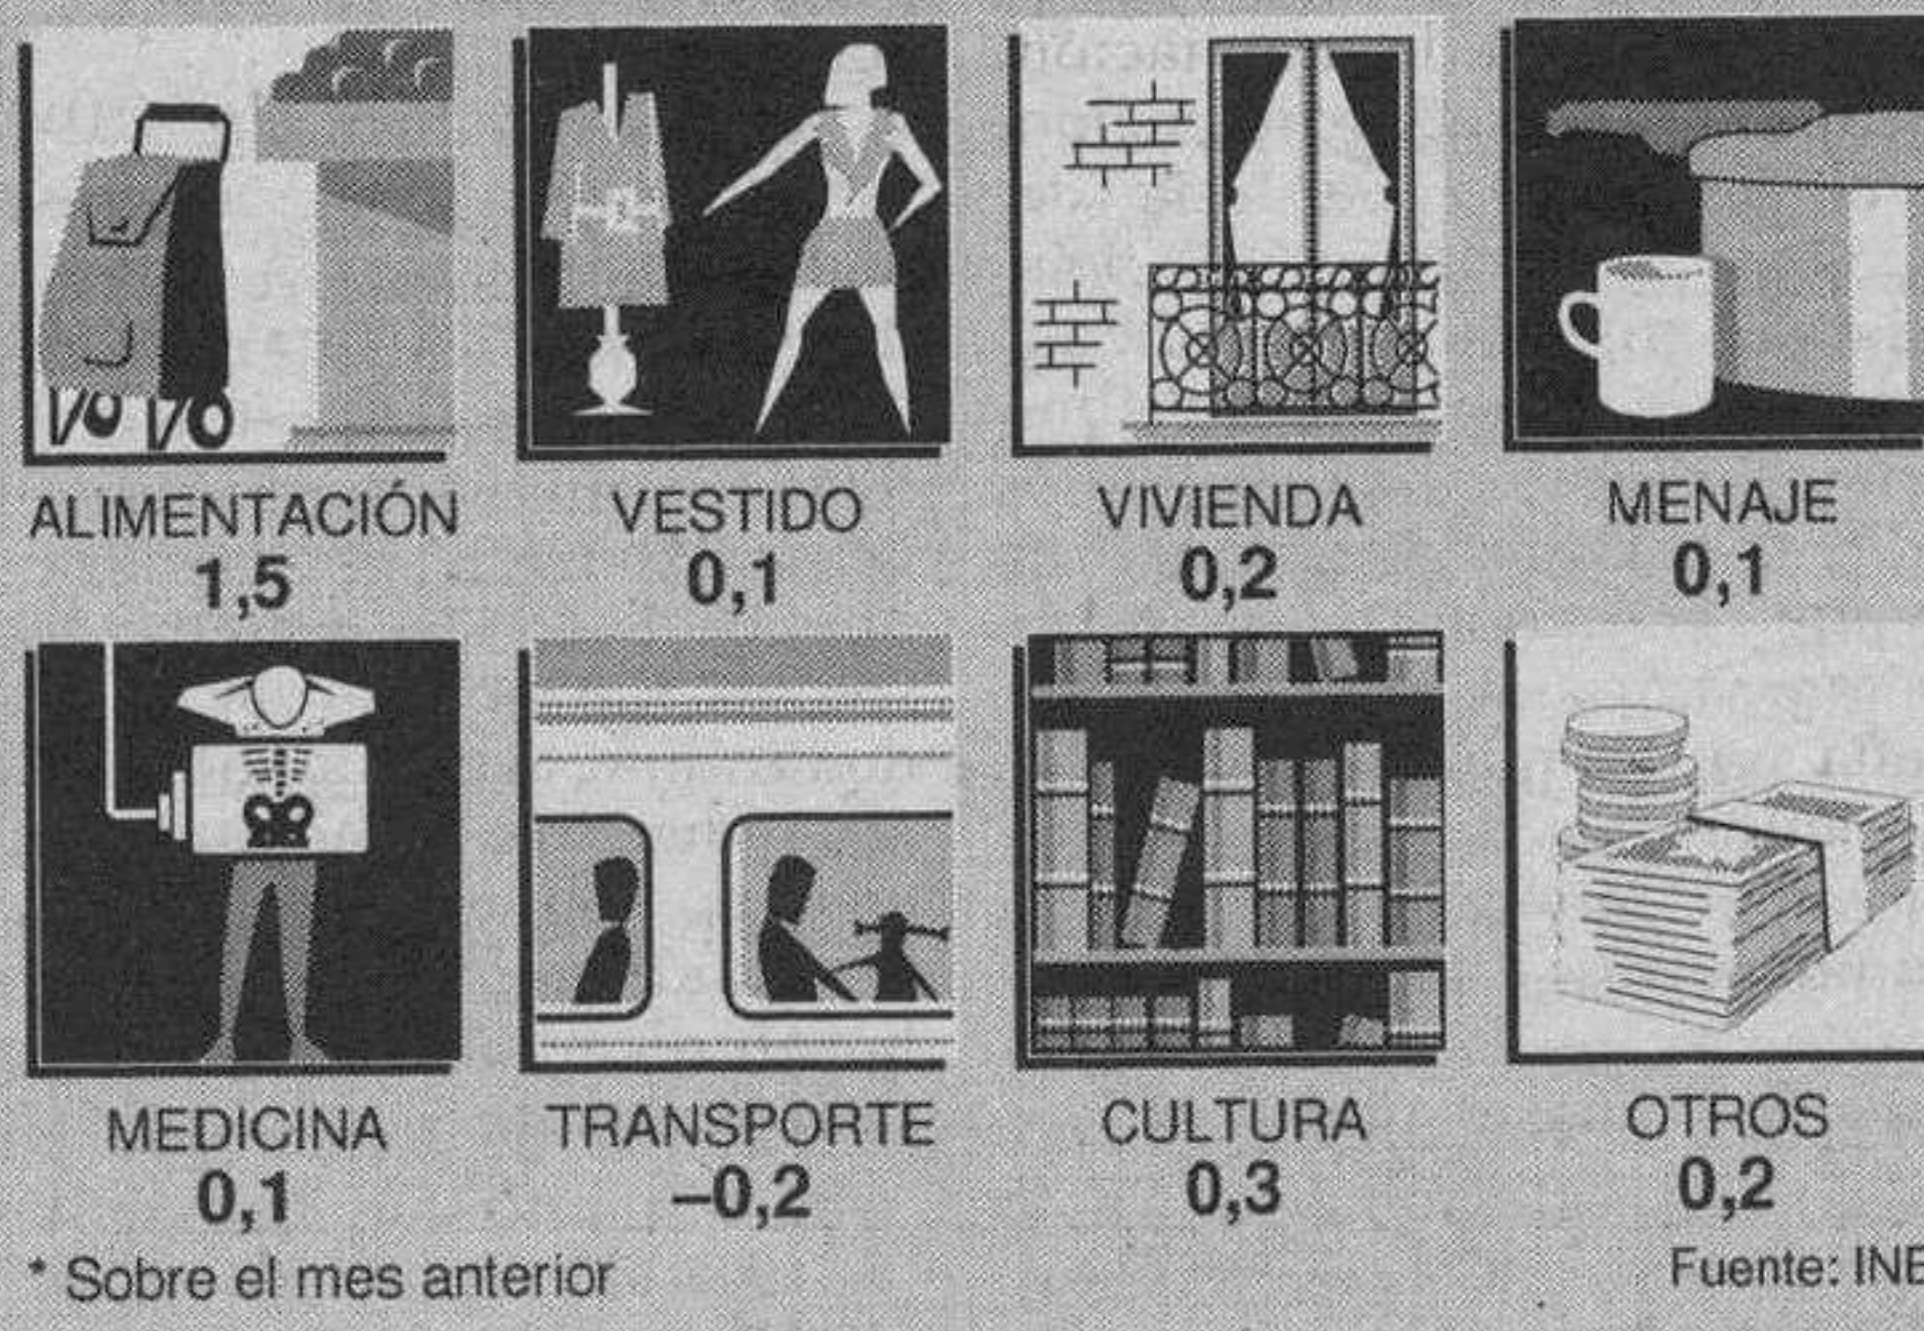 ALIMENTACIÓN VESTIDO VIVIENDA MENAJE
1,5 0,1 0,2 0,1
MEDICINA TRANSPORTE CULTURA OTROS
0,1 –0,2 0,3 0,2
* Sobre el mes anterior Fuente: INE